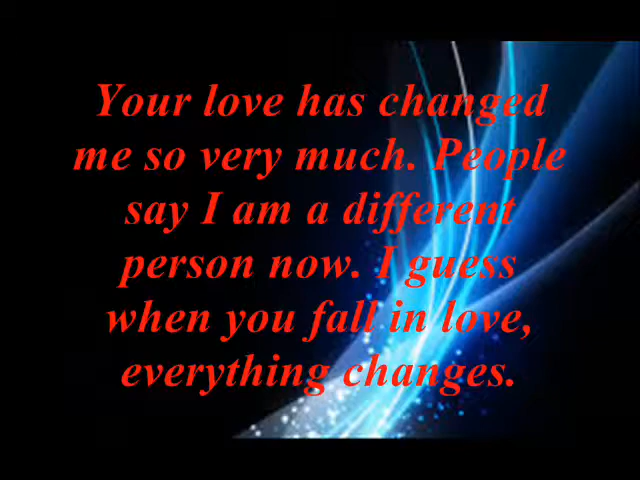 Your love has changed
me so very much. People
say I am a different
person now. I guess
when you fall in love,
everything changes.